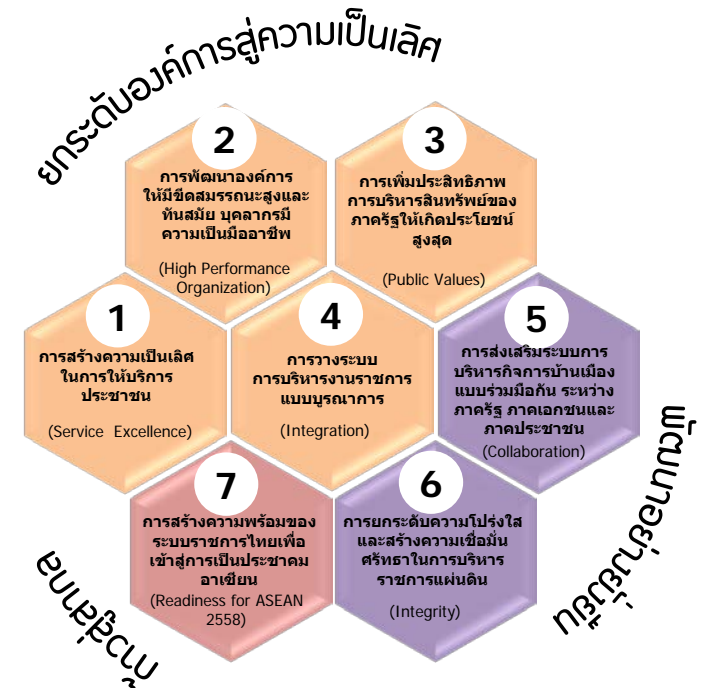 ยกระดับองค์การสู่ความเป็นเลิศ
2
การพัฒนาองค์การ
ให้มีขีดสมรรถนะสูงและ
ทันสมัย บุคลากรมี
ความเป็นมืออาชีพ
(High Performance
Organization)
3
การเพิ่มประสิทธิภาพ
การบริหารสินทรัพย์ของ
ภาครัฐให้เกิดประโยชน์
สูงสุด
(Public Values)
1
การสร้างความเป็นเลิศ
ในการให้บริการ
ประชาชน
(Service Excellence)
4
การวางระบบ
การบริหารงานราชการ
แบบบูรณาการ
(Integration)
5
การส่งเสริมระบบการ
บริหารกิจการบ้านเมือง
แบบร่วมมือกัน ระหว่าง
ภาครัฐ ภาคเอกชนและ
ภาคประชาชน
(Collaboration)
7
การสร้างความพร้อมของ
ระบบราชการไทยเพื่อ
เข้าสู่การเป็นประชาคม
อาเซียน
(Readiness for ASEAN
2558)
6
การยกระดับความโปร่งใส
และสร้างความเชื่อมั่น
ศรัทธาในการบริหาร
ราชการแผ่นดิน
(Integrity)
พัฒนาอย่างยั่งยืน
ก้าวสู่สากล